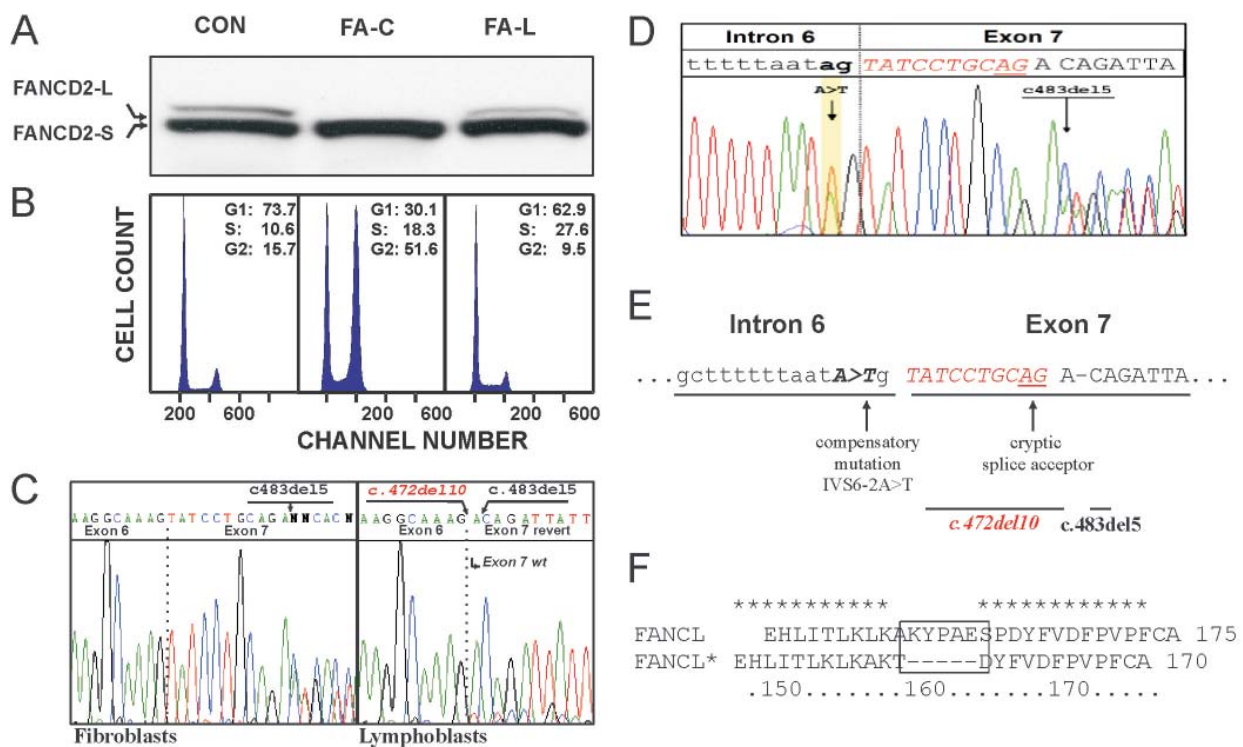 A
CON FA-C FA-L
FANCD2-L
FANCD2-S
B
CELL COUNT
G1: 73.7
S: 10.6
G2: 15.7
G1: 30.1
S: 18.3
G2: 51.6
G1: 62.9
S: 27.6
G2: 9.5
200 600 200 600 200 600
CHANNEL NUMBER
C
c483del5
AAGGCAAAGTATCCTGCAGANNCACN
Exon 6 Exon 7
c.472del10 c.483del5
AAGGCAAAGACAGATTATT
Exon 6 Exon 7 revert
Exon 7 wt
Fibroblasts Lymphoblasts
D
Intron 6 Exon 7
ttttttaatag TATCCTGCAG A CAGATTA
A>T
c483del5
E
Intron 6 Exon 7
...gcttttttaatA>Tg TATCCTGCAG A-CAGATTA...
compensatory
mutation
IVS6-2A>T
cryptic
splice acceptor
c.472del10 c.483del5
F
*********** ************
FANCL EHLITLKLKAKYPAESPDYFVDFPVPFCA 175
FANCL* EHLITLKLKAKT-----DYFVDFPVPFCA 170
.150.......160........170.....